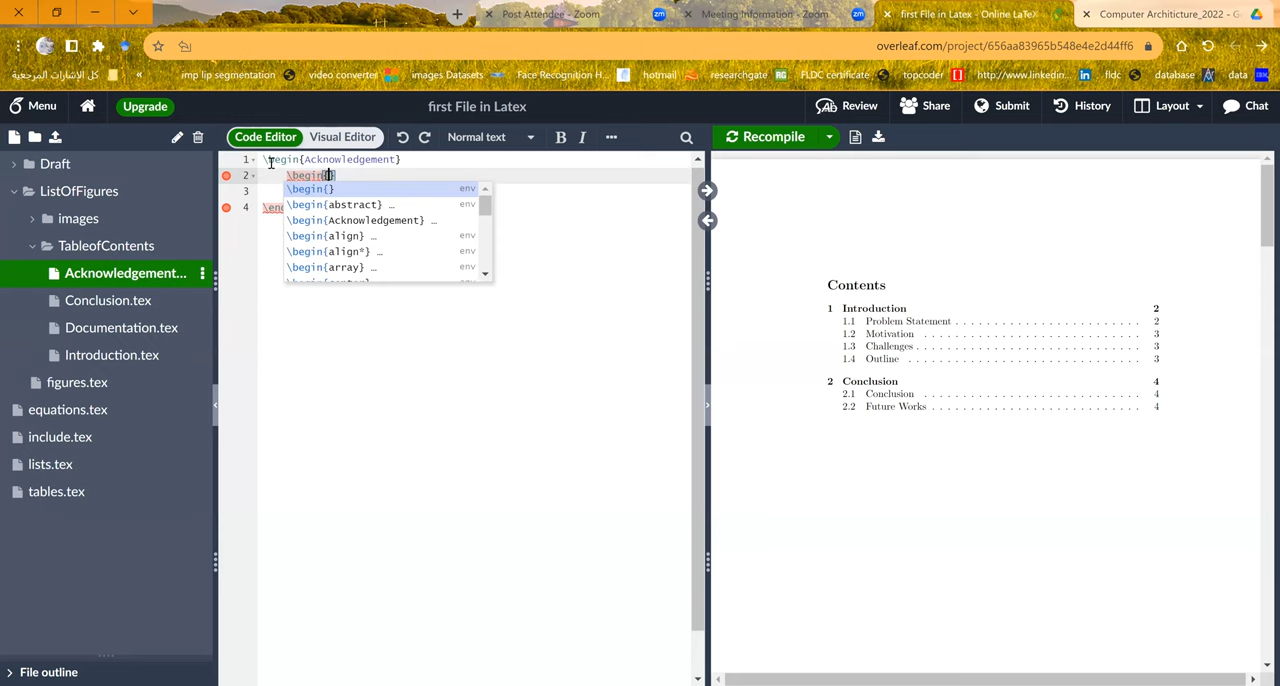 Post Attendee - Zoom
Meeting Information - Zoom
first File in Latex - Online LaTeX
Computer Architicture_2022 - G
overleaf.com/project/656aa83965b548e4e2d44ff6
كل الإشارات المرجعية
»
imp lip segmentation
video converter
images Datasets
Face Recognition H...
hotmail
researchgate
FLDC certificate
topcoder
http://www.linkedin...
fldc
database
data
Menu
Upgrade
first File in Latex
Review
Share
Submit
History
Layout
Chat
Code Editor
Visual Editor
Normal text
B I ...
Recompile
Draft
ListOfFigures
images
TableofContents
Acknowledgement...
Conclusion.tex
Documentation.tex
Introduction.tex
figures.tex
equations.tex
include.tex
lists.tex
tables.tex
File outline
1 \begin{Acknowledgement}
2 \begin{}
3
4 \end
\begin{} env
\begin{abstract} … env
\begin{Acknowledgement} …
\begin{align} … env
\begin{align*} … env
\begin{array} … env
Contents
1 Introduction 2
1.1 Problem Statement . . . . . . . . . . . . . . . . . . . . . . . . 2
1.2 Motivation . . . . . . . . . . . . . . . . . . . . . . . . . . . 3
1.3 Challenges . . . . . . . . . . . . . . . . . . . . . . . . . . . . 3
1.4 Outline . . . . . . . . . . . . . . . . . . . . . . . . . . . . . 3
2 Conclusion 4
2.1 Conclusion . . . . . . . . . . . . . . . . . . . . . . . . . . . 4
2.2 Future Works . . . . . . . . . . . . . . . . . . . . . . . . . . 4